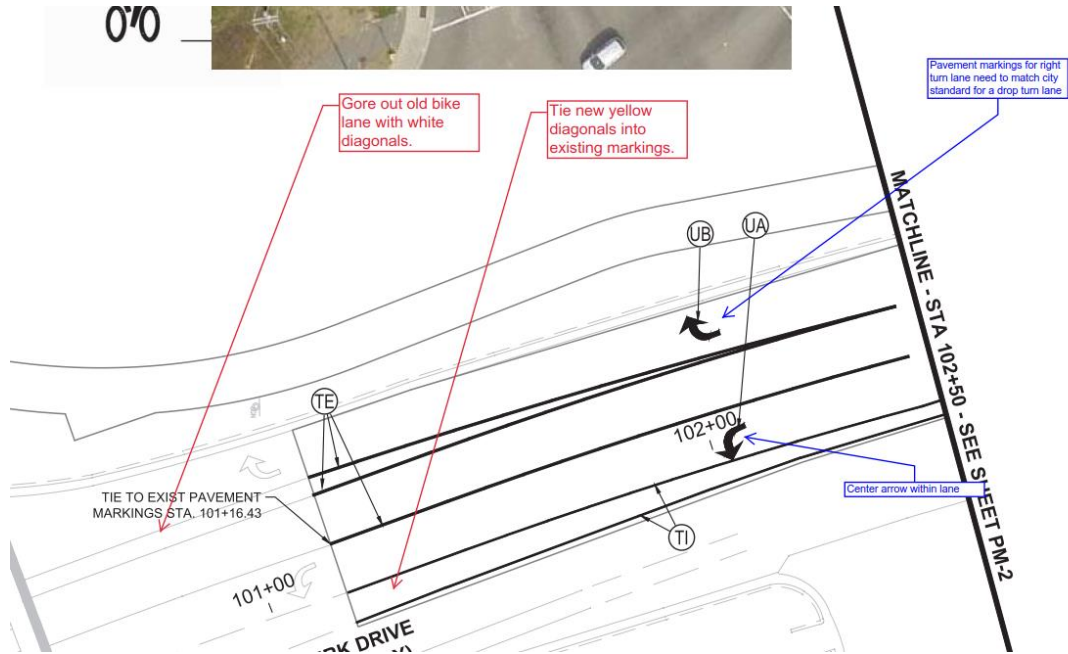 Pavement markings for right
turn lane need to match city
standard for a drop turn lane
Gore out old bike
lane with white
diagonals.
Tie new yellow
diagonals into
existing markings.
MATCHLINE - STA 102+50 - SEE SHEET PM-2
UB
UA
TE
102+00
Center arrow within lane
TIE TO EXIST PAVEMENT
MARKINGS STA. 101+16.43
TI
101+00
DRIVE